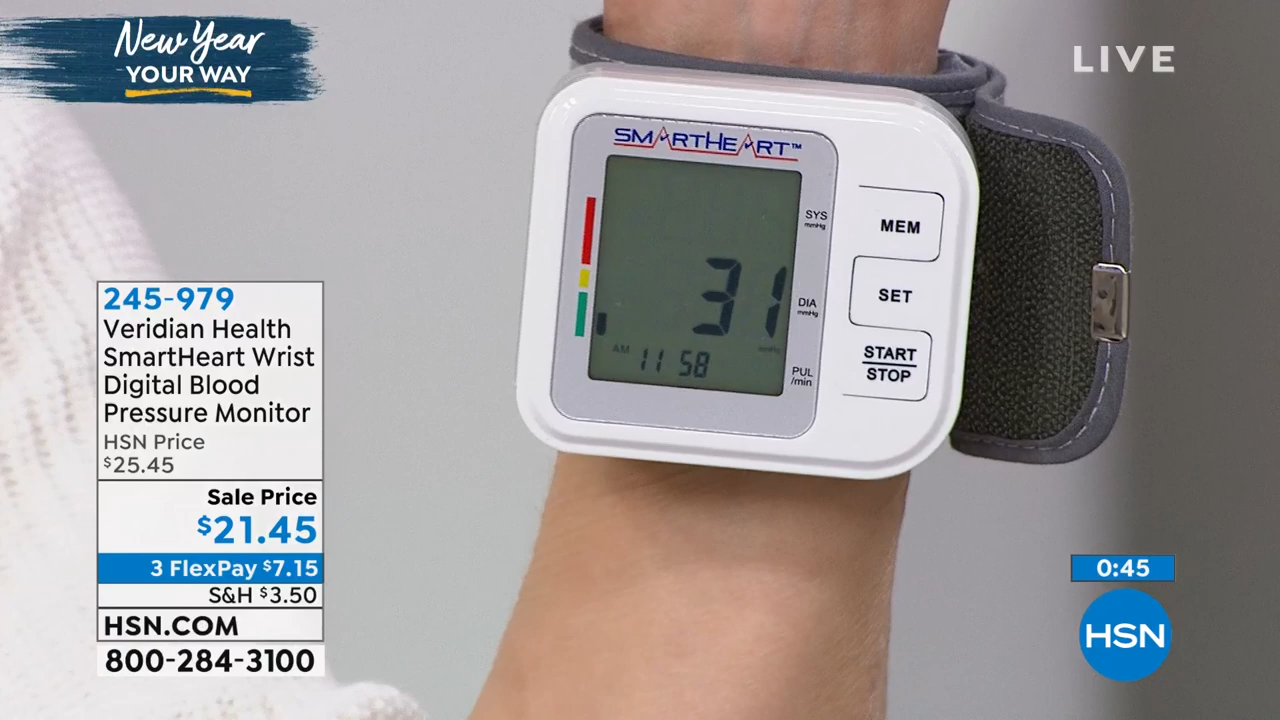 New Year
YOUR WAY
LIVE
SMARTHEART™
SYS
mmHg
31
DIA
mmHg
AM 11 58
mmHg
PUL
/min
MEM
SET
START
STOP
245-979
Veridian Health
SmartHeart Wrist
Digital Blood
Pressure Monitor
HSN Price
$25.45
Sale Price
$21.45
3 FlexPay $7.15
S&H $3.50
HSN.COM
800-284-3100
0:45
HSN